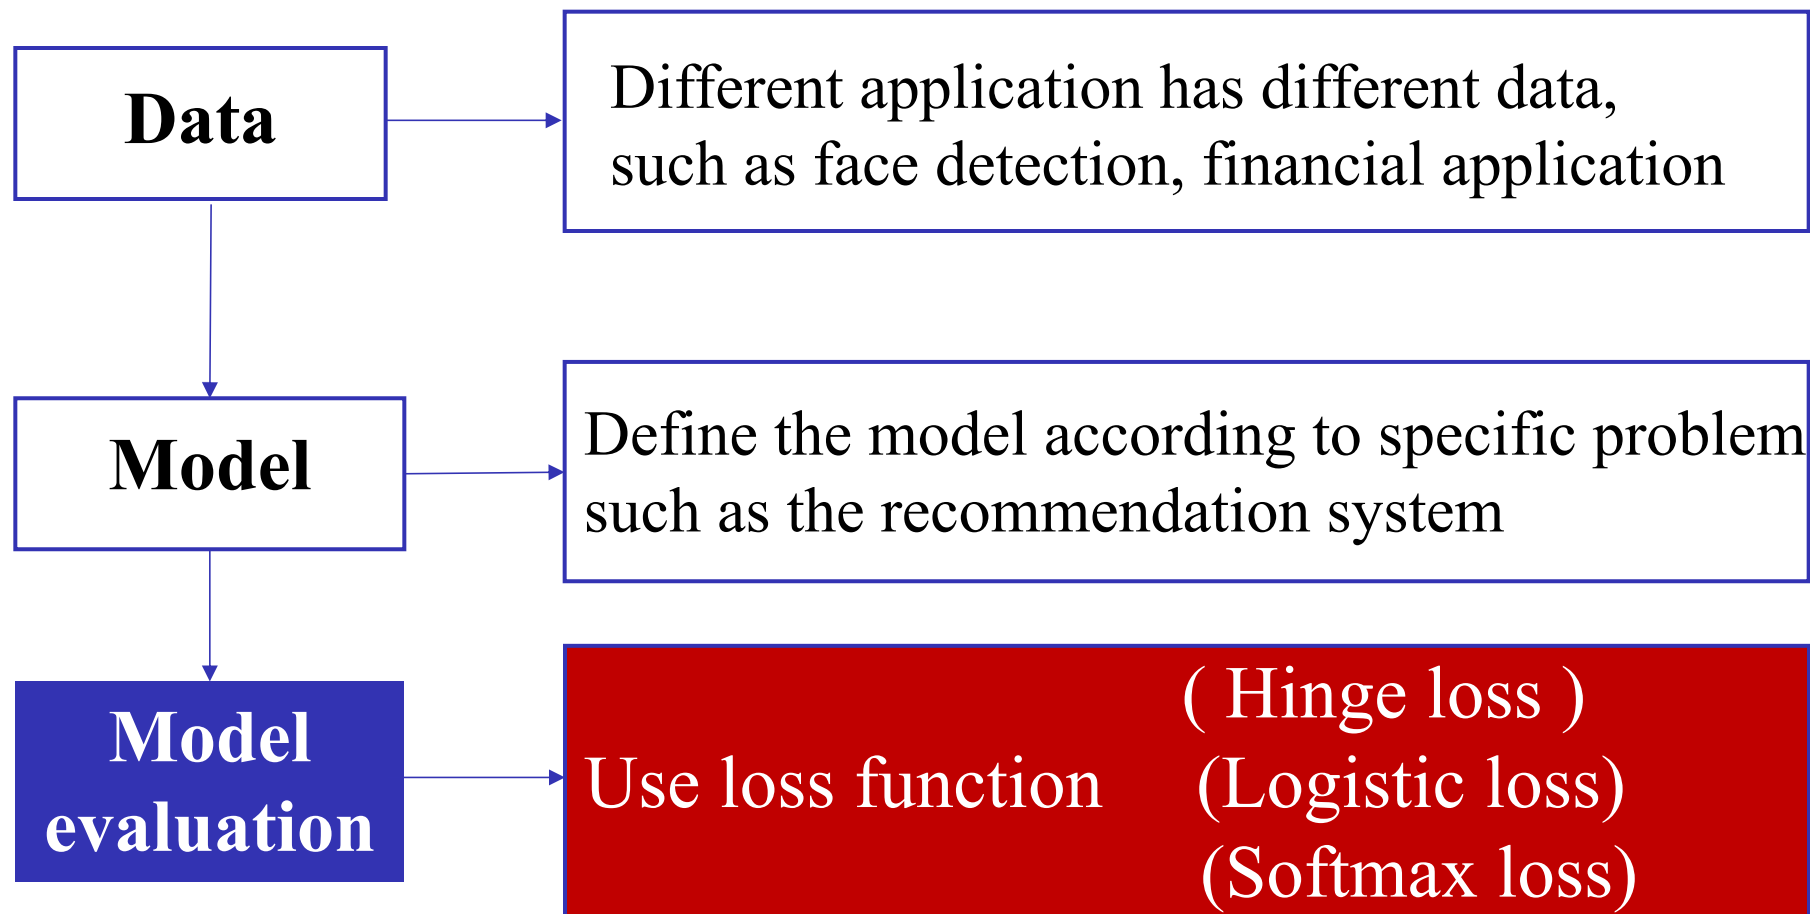 Data
Different application has different data,
such as face detection, financial application
Model
Define the model according to specific problem
such as the recommendation system
Model
evaluation
( Hinge loss )
Use loss function (Logistic loss)
(Softmax loss)